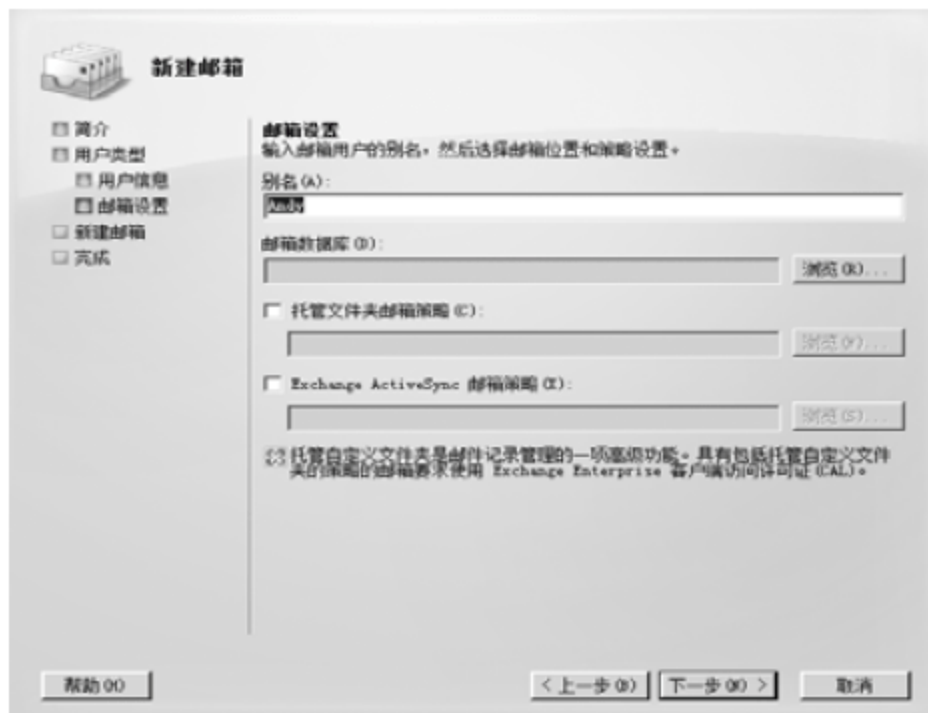 新建邮箱
简介
用户类型
用户信息
邮箱设置
新建邮箱
完成
邮箱设置
输入邮箱用户的别名，然后选择邮箱位置和策略设置。
别名(A):
Andy
邮箱数据库(D):
浏览(R)...
托管文件夹邮箱策略(C):
浏览(V)...
Exchange ActiveSync 邮箱策略(X):
浏览(S)...
托管自定义文件夹是邮件记录管理的一项高级功能。具有包括托管自定义文件
夹的策略的邮箱要求使用 Exchange Enterprise 客户端访问许可证(CAL)。
帮助(H)
< 上一步(B)
下一步(N) >
取消